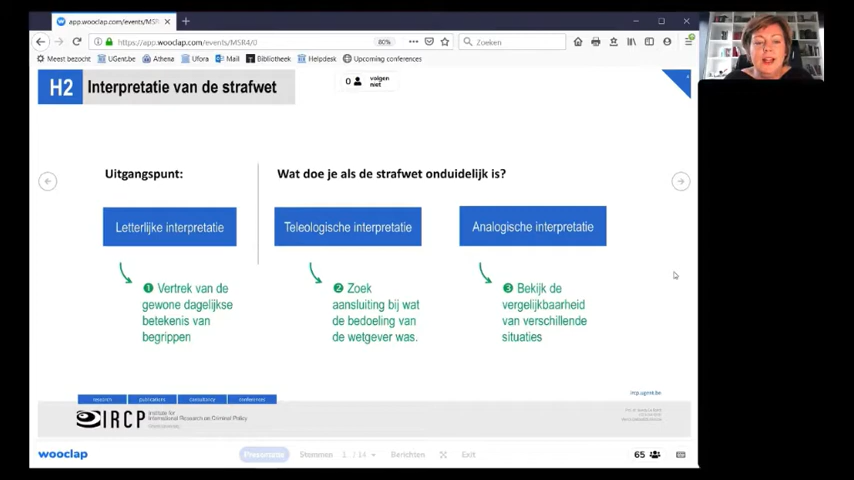 app.wooclap.com/events/MSR
https://app.wooclap.com/events/MSR4/0
80%
Zoeken
Meest bezocht
UGent.be
Athena
Ufora
Mail
Bibliotheek
Helpdesk
Upcoming conferences
H2
Interpretatie van de strafwet
0
volgen
niet
Uitgangspunt:
Wat doe je als de strafwet onduidelijk is?
Letterlijke interpretatie
Teleologische interpretatie
Analogische interpretatie
❶ Vertrek van de
gewone dagelijkse
betekenis van
begrippen
❷ Zoek
aansluiting bij wat
de bedoeling van
de wetgever was.
❸ Bekijk de
vergelijkbaarheid
van verschillende
situaties
research
publications
consultancy
conferences
ircp.ugent.be
IRCP
Institute for
International Research on Criminal Policy
wooclap
Presentatie
Stemmen
1... / 14
Berichten
Exit
65